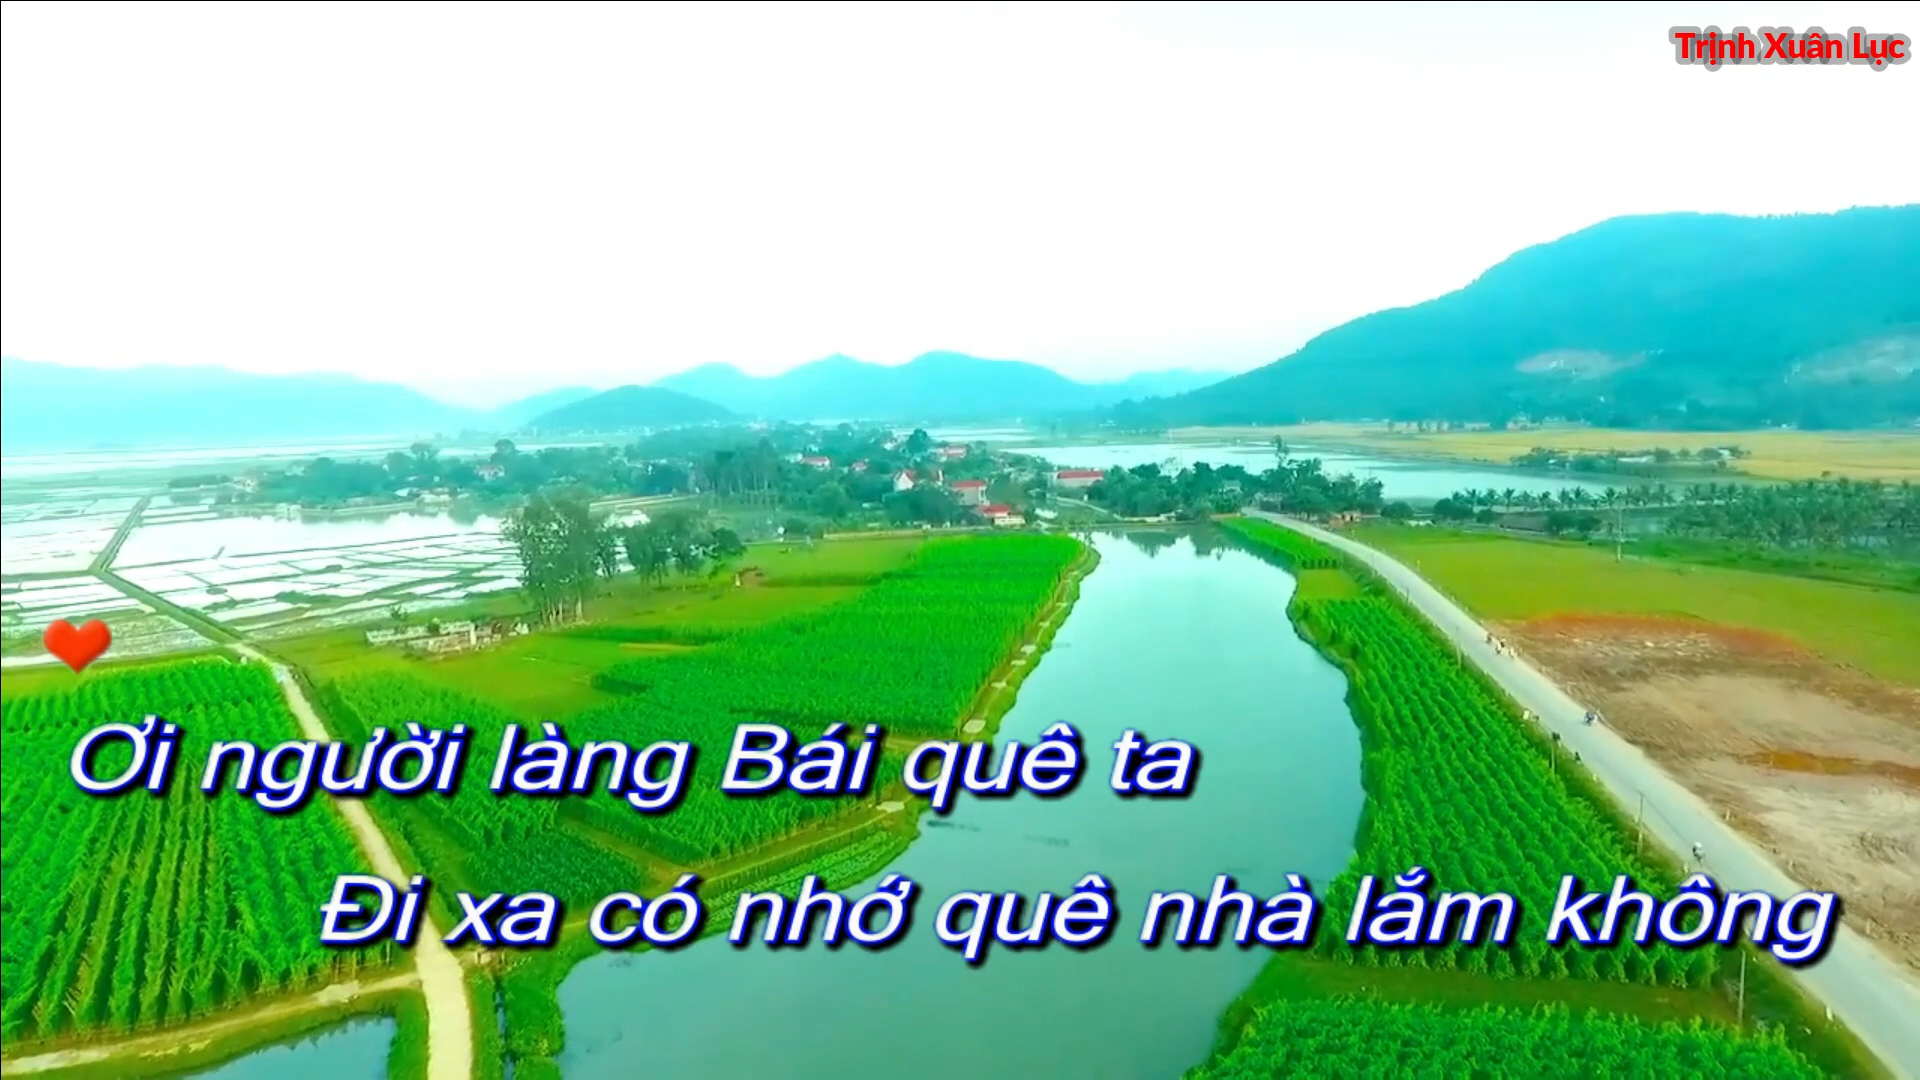 Trịnh Xuân Lục
Ơi người làng Bái quê ta
Đi xa có nhớ quê nhà lắm không